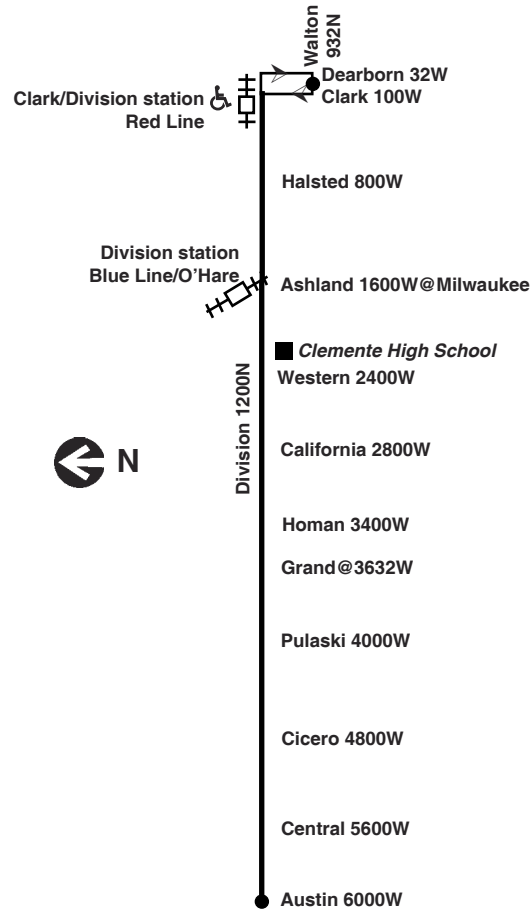 Walton
932N
Dearborn 32W
Clark 100W
Clark/Division station
Red Line
Halsted 800W
Division station
Blue Line/O'Hare
Ashland 1600W@Milwaukee
Clemente High School
Western 2400W
Division 1200N
California 2800W
N
Homan 3400W
Grand@3632W
Pulaski 4000W
Cicero 4800W
Central 5600W
Austin 6000W